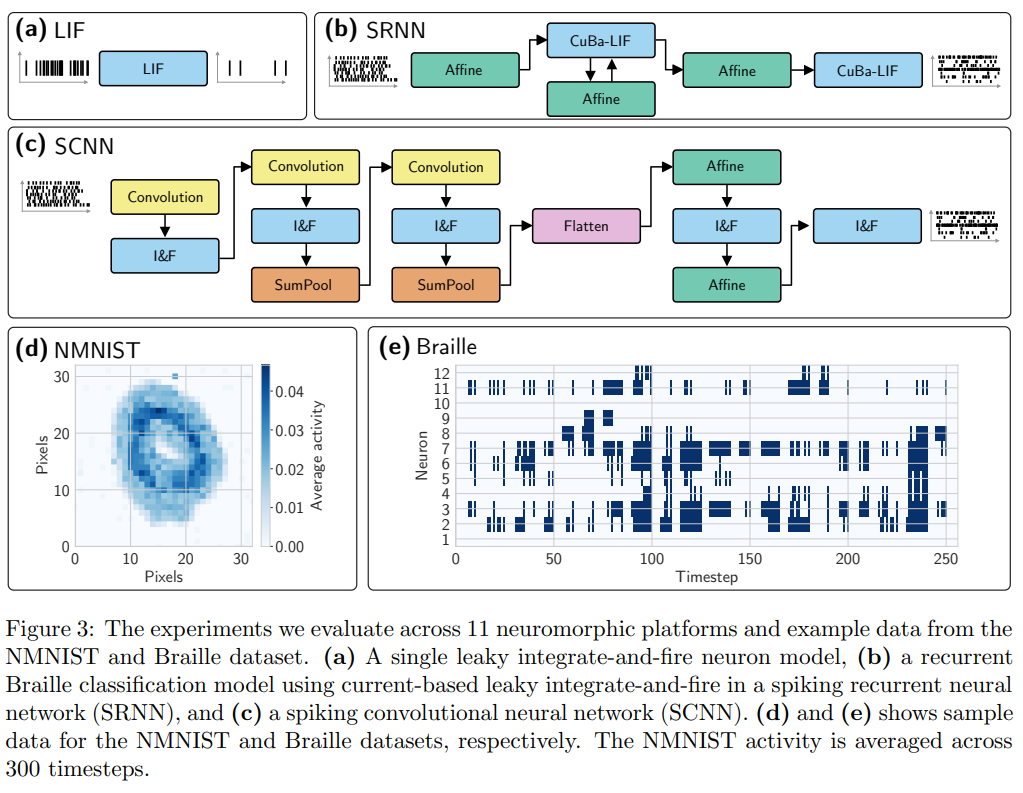 (a) LIF
LIF
(b) SRNN
Affine
CuBa-LIF
Affine
Affine
CuBa-LIF
(c) SCNN
Convolution
I&F
Convolution
I&F
SumPool
Convolution
I&F
SumPool
Flatten
Affine
I&F
Affine
I&F
(d) NMNIST
30
20
10
0
Pixels
0 10 20 30
Pixels
0.04
0.03
0.02
0.01
0.00
Average activity
(e) Braille
12
11
10
9
8
7
6
5
4
3
2
1
Neuron
0 50 100 150 200 250
Timestep
Figure 3: The experiments we evaluate across 11 neuromorphic platforms and example data from the
NMNIST and Braille dataset. (a) A single leaky integrate-and-fire neuron model, (b) a recurrent
Braille classification model using current-based leaky integrate-and-fire in a spiking recurrent neural
network (SRNN), and (c) a spiking convolutional neural network (SCNN). (d) and (e) shows sample
data for the NMNIST and Braille datasets, respectively. The NMNIST activity is averaged across
300 timesteps.